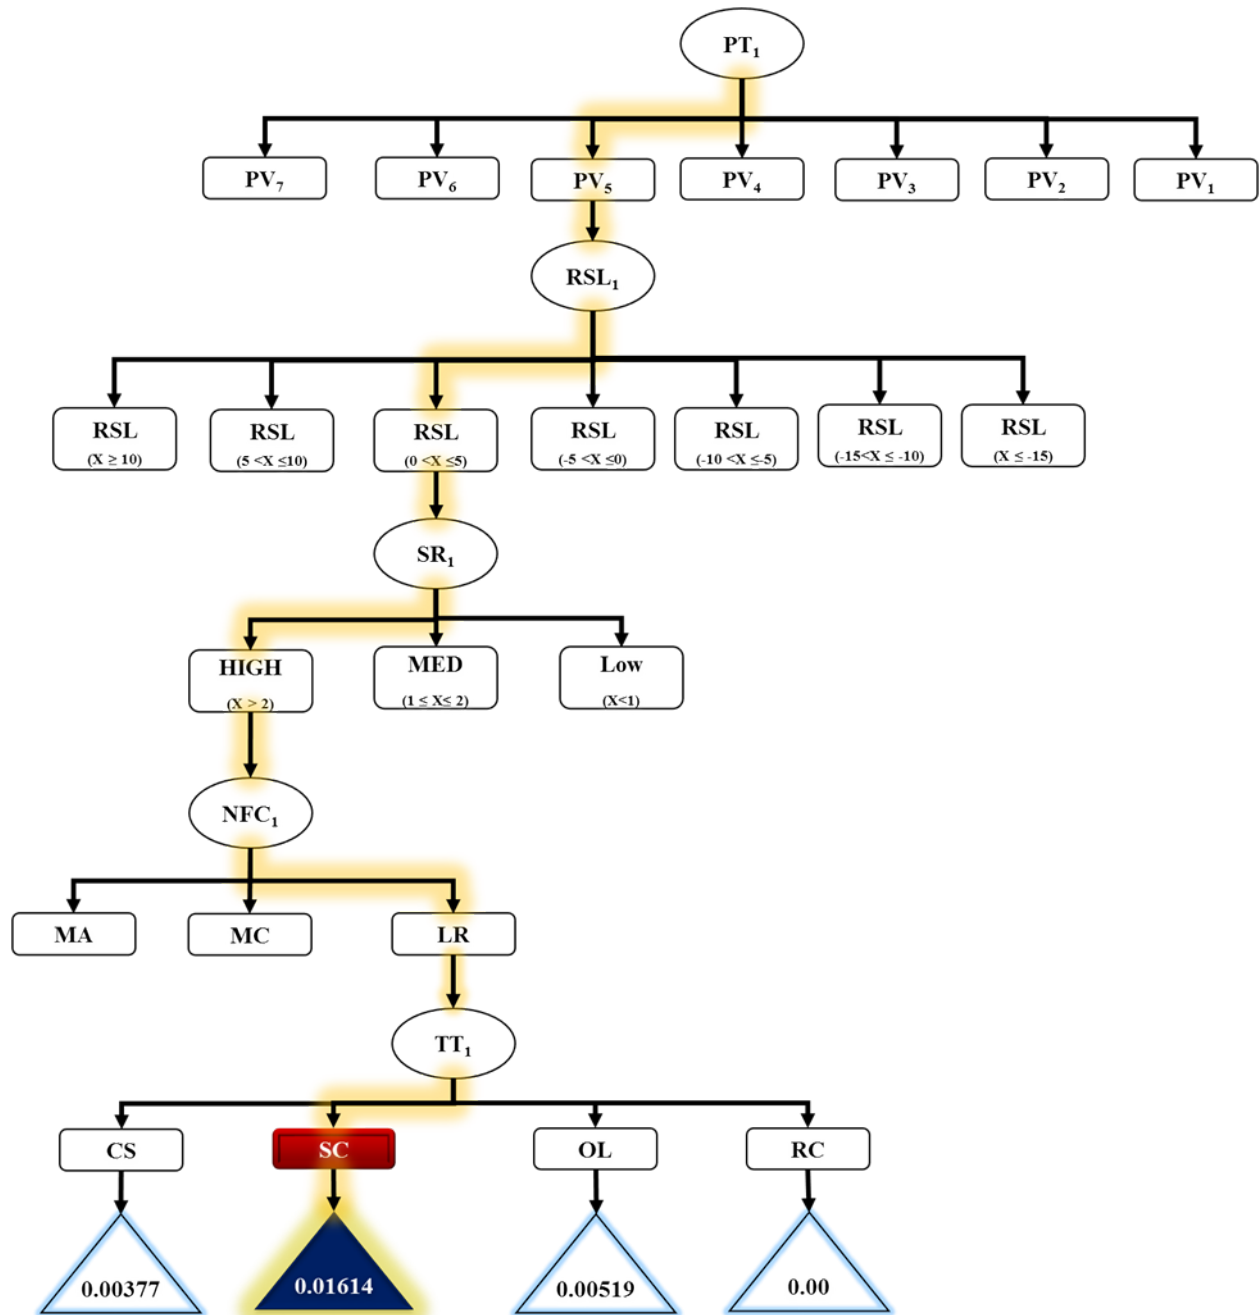 PT₁
PV₇ PV₆ PV₅ PV₄ PV₃ PV₂ PV₁
RSL₁
RSL RSL RSL RSL RSL RSL RSL
(X ≥ 10) (5 <X ≤10) (0 <X ≤5) (-5 <X ≤0) (-10 <X ≤-5) (-15<X ≤ -10) (X ≤ -15)
SR₁
HIGH MED Low
(X > 2) (1 ≤ X≤ 2) (X<1)
NFC₁
MA MC LR
TT₁
CS SC OL RC
0.00377 0.01614 0.00519 0.00